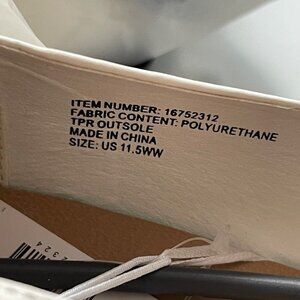 ITEM NUMBER: 16752312
FABRIC CONTENT: POLYURETHANE
TPR OUTSOLE
MADE IN CHINA
SIZE: US 11.5WW